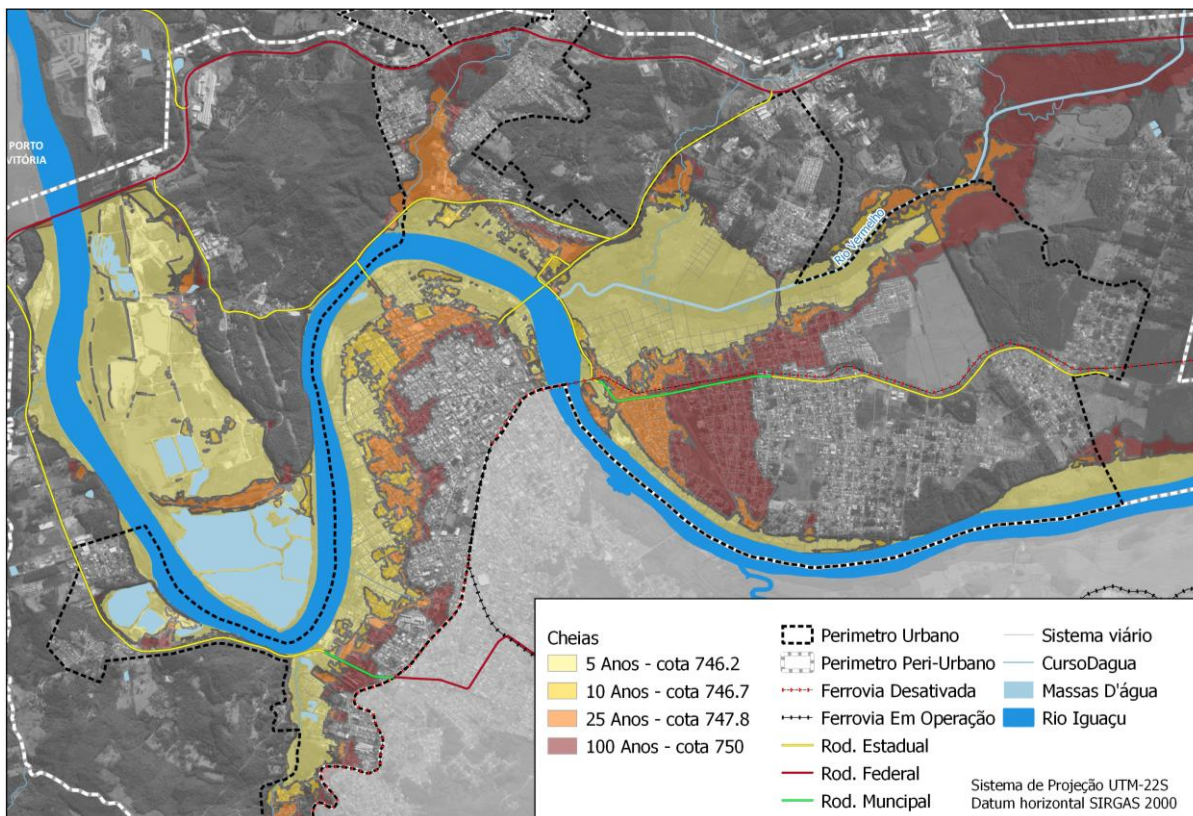 PORTO
VITÓRIA
Rio Vermelho
Cheias
5 Anos - cota 746.2
10 Anos - cota 746.7
25 Anos - cota 747.8
100 Anos - cota 750
Perimetro Urbano
Perimetro Peri-Urbano
Ferrovia Desativada
Ferrovia Em Operação
Rod. Estadual
Rod. Federal
Rod. Muncipal
Sistema viário
CursoDagua
Massas D'água
Rio Iguaçu
Sistema de Projeção UTM-22S
Datum horizontal SIRGAS 2000